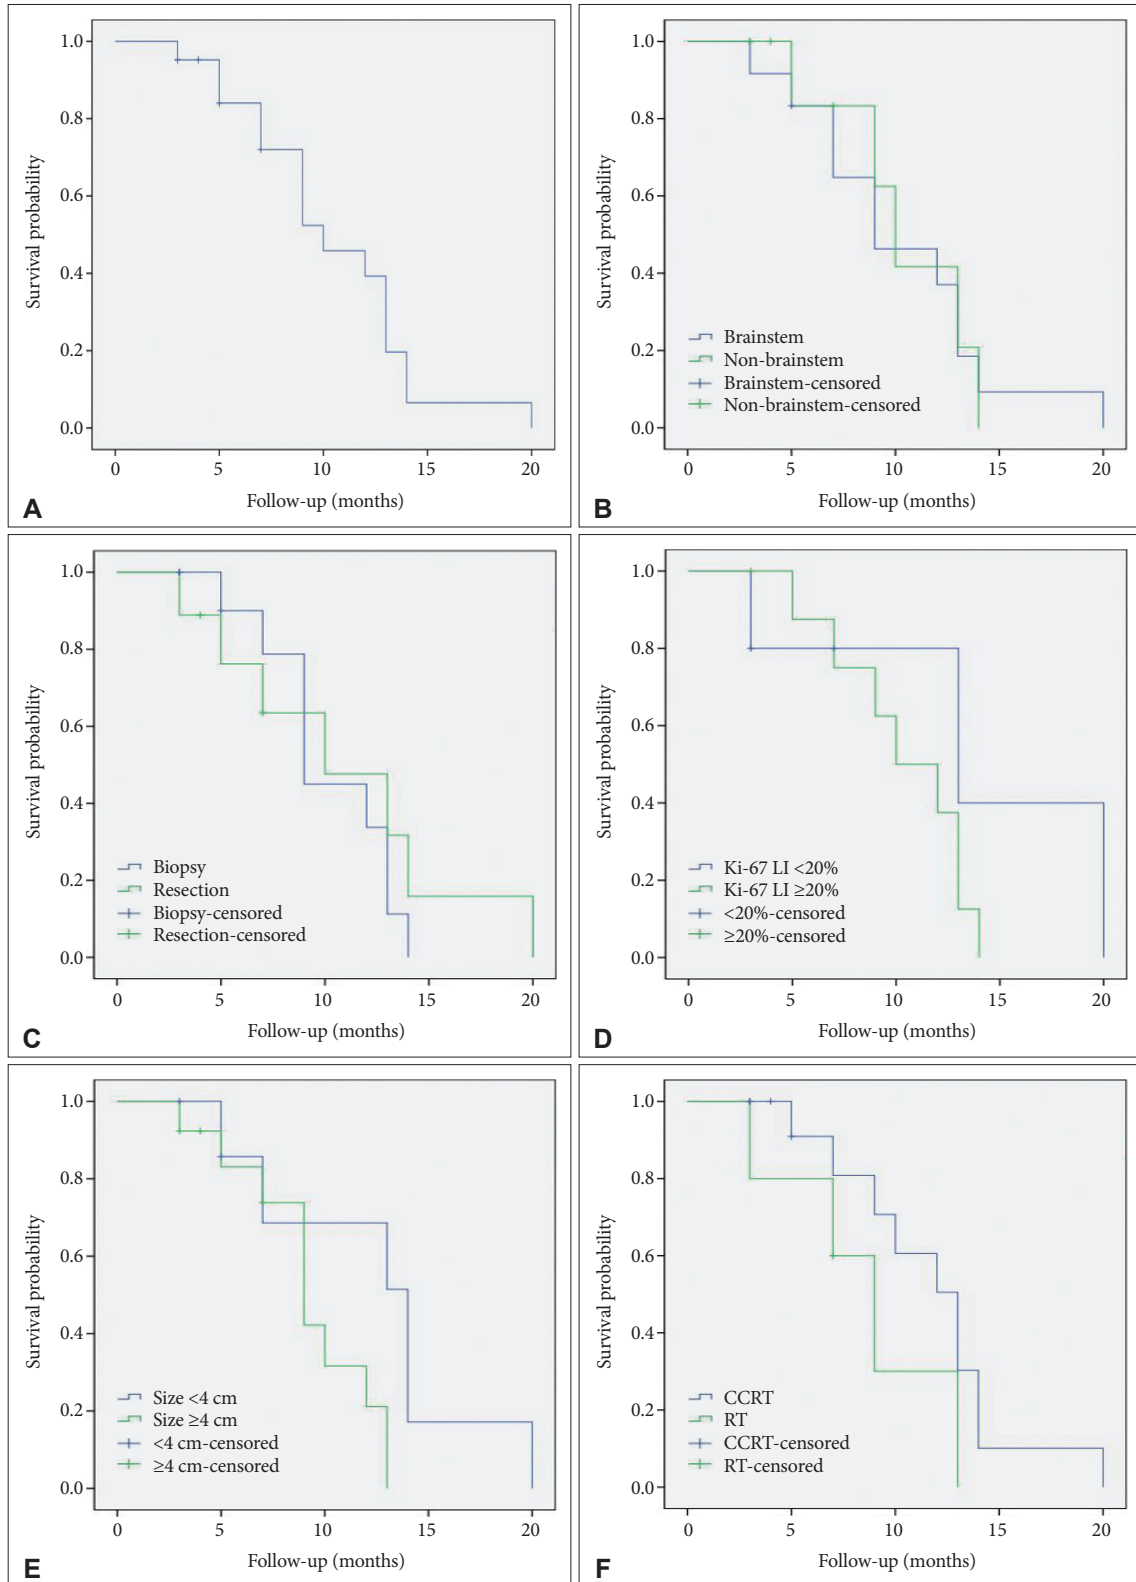 1.0
0.8
0.6
0.4
0.2
0.0
Survival probability
0 5 10 15 20
Follow-up (months)
A
1.0
0.8
0.6
0.4
0.2
0.0
Survival probability
Brainstem
Non-brainstem
Brainstem-censored
Non-brainstem-censored
0 5 10 15 20
Follow-up (months)
B
1.0
0.8
0.6
0.4
0.2
0.0
Survival probability
Biopsy
Resection
Biopsy-censored
Resection-censored
0 5 10 15 20
Follow-up (months)
C
1.0
0.8
0.6
0.4
0.2
0.0
Survival probability
Ki-67 LI <20%
Ki-67 LI ≥20%
<20%-censored
≥20%-censored
0 5 10 15 20
Follow-up (months)
D
1.0
0.8
0.6
0.4
0.2
0.0
Survival probability
Size <4 cm
Size ≥4 cm
<4 cm-censored
≥4 cm-censored
0 5 10 15 20
Follow-up (months)
E
1.0
0.8
0.6
0.4
0.2
0.0
Survival probability
CCRT
RT
CCRT-censored
RT-censored
0 5 10 15 20
Follow-up (months)
F